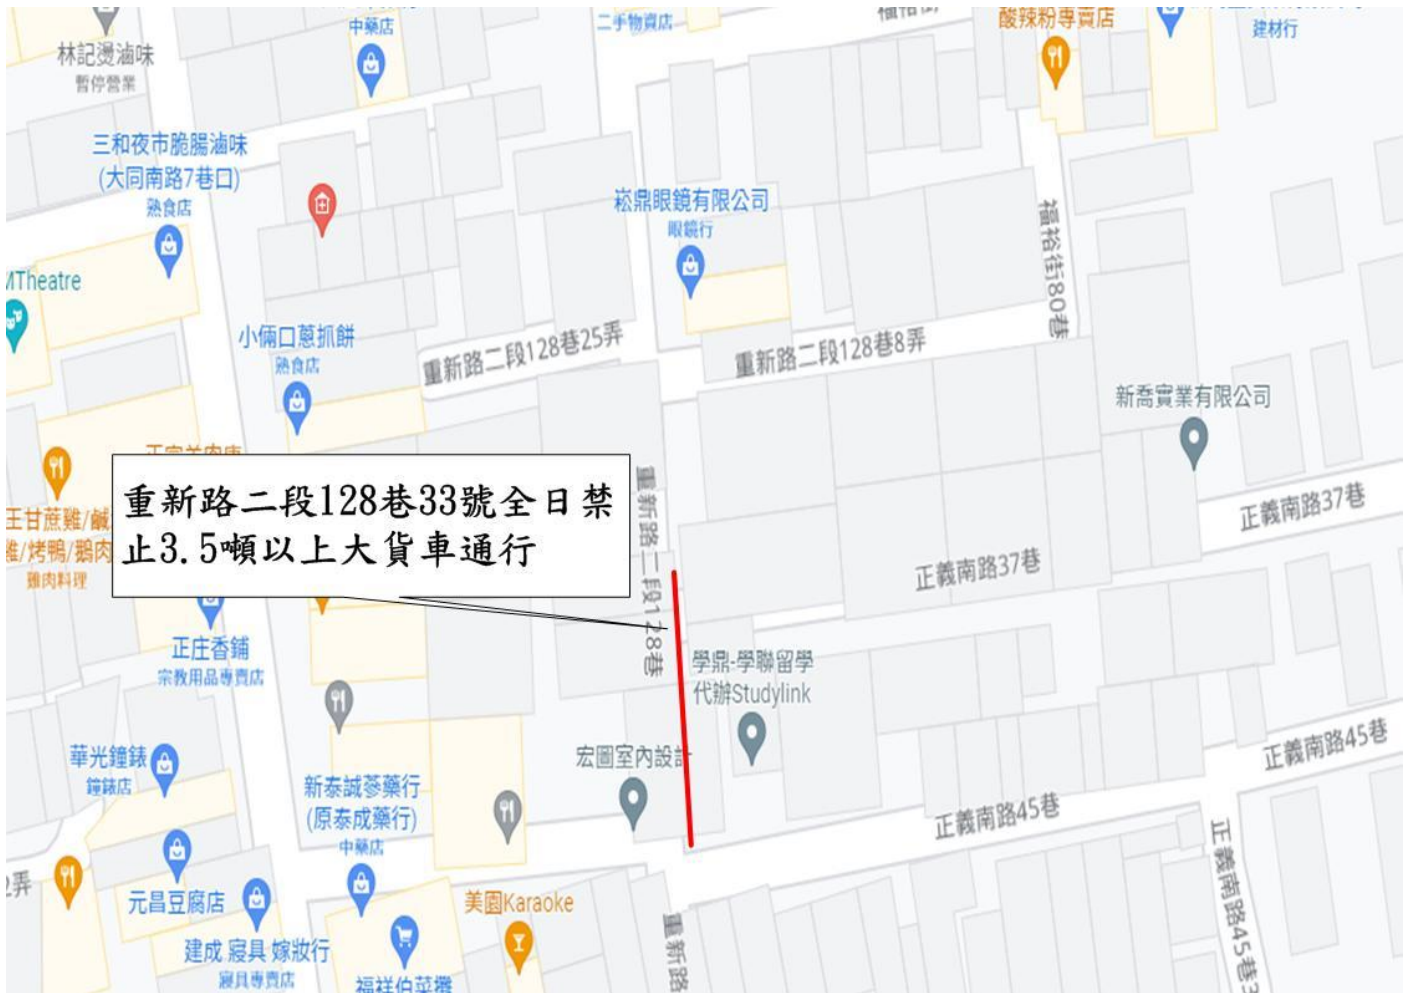 中藥店
二手物資店
酸辣粉專賣店
建材行
林記燙滷味
暫停營業
三和夜市脆腸滷味
(大同南路7巷口)
熟食店
崧鼎眼鏡有限公司
眼鏡行
福裕街80巷
MTheatre
小倆口蔥抓餅
熟食店
重新路二段128巷25弄
重新路二段128巷8弄
新喬實業有限公司
重新路二段128巷33號全日禁
止3.5噸以上大貨車通行
重新路二段128巷
正義南路37巷
正義南路37巷
雞肉料理
正庄香鋪
宗教用品專賣店
學鼎-學聯留學
代辦Studylink
華光鐘錶
鐘錶店
宏圖室內設計
新泰誠蔘藥行
(原泰成藥行)
中藥店
正義南路45巷
正義南路45巷
正義南路45巷3
弄
元昌豆腐店
美園Karaoke
建成 寢具 嫁妝行
寢具專賣店
福祥伯菜攤
重新路